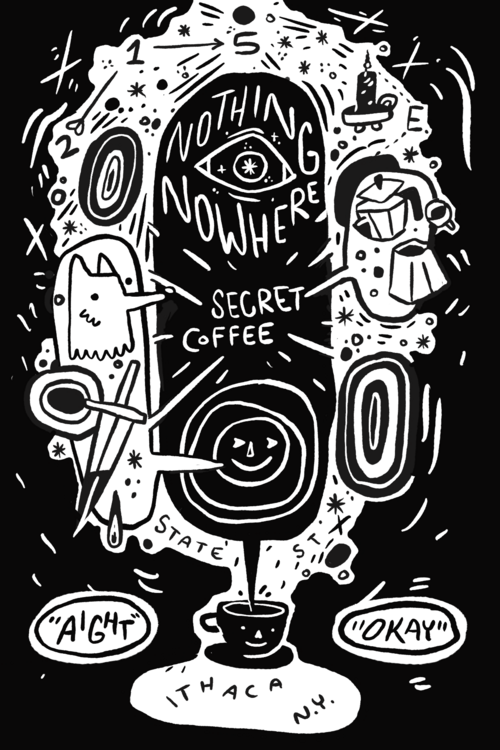 1 → 5
2
E
NOTHING
NOWHERE
SECRET
COFFEE
STATE ST
"A'IGHT"
"OKAY"
ITHACA
N.Y.